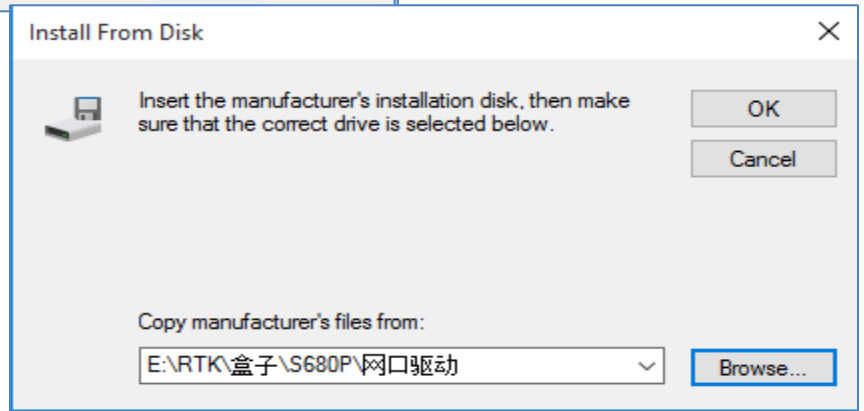 Install From Disk
Insert the manufacturer's installation disk, then make
sure that the correct drive is selected below.
OK
Cancel
Copy manufacturer's files from:
E:\RTK\盒子\S680P\网口驱动
Browse...